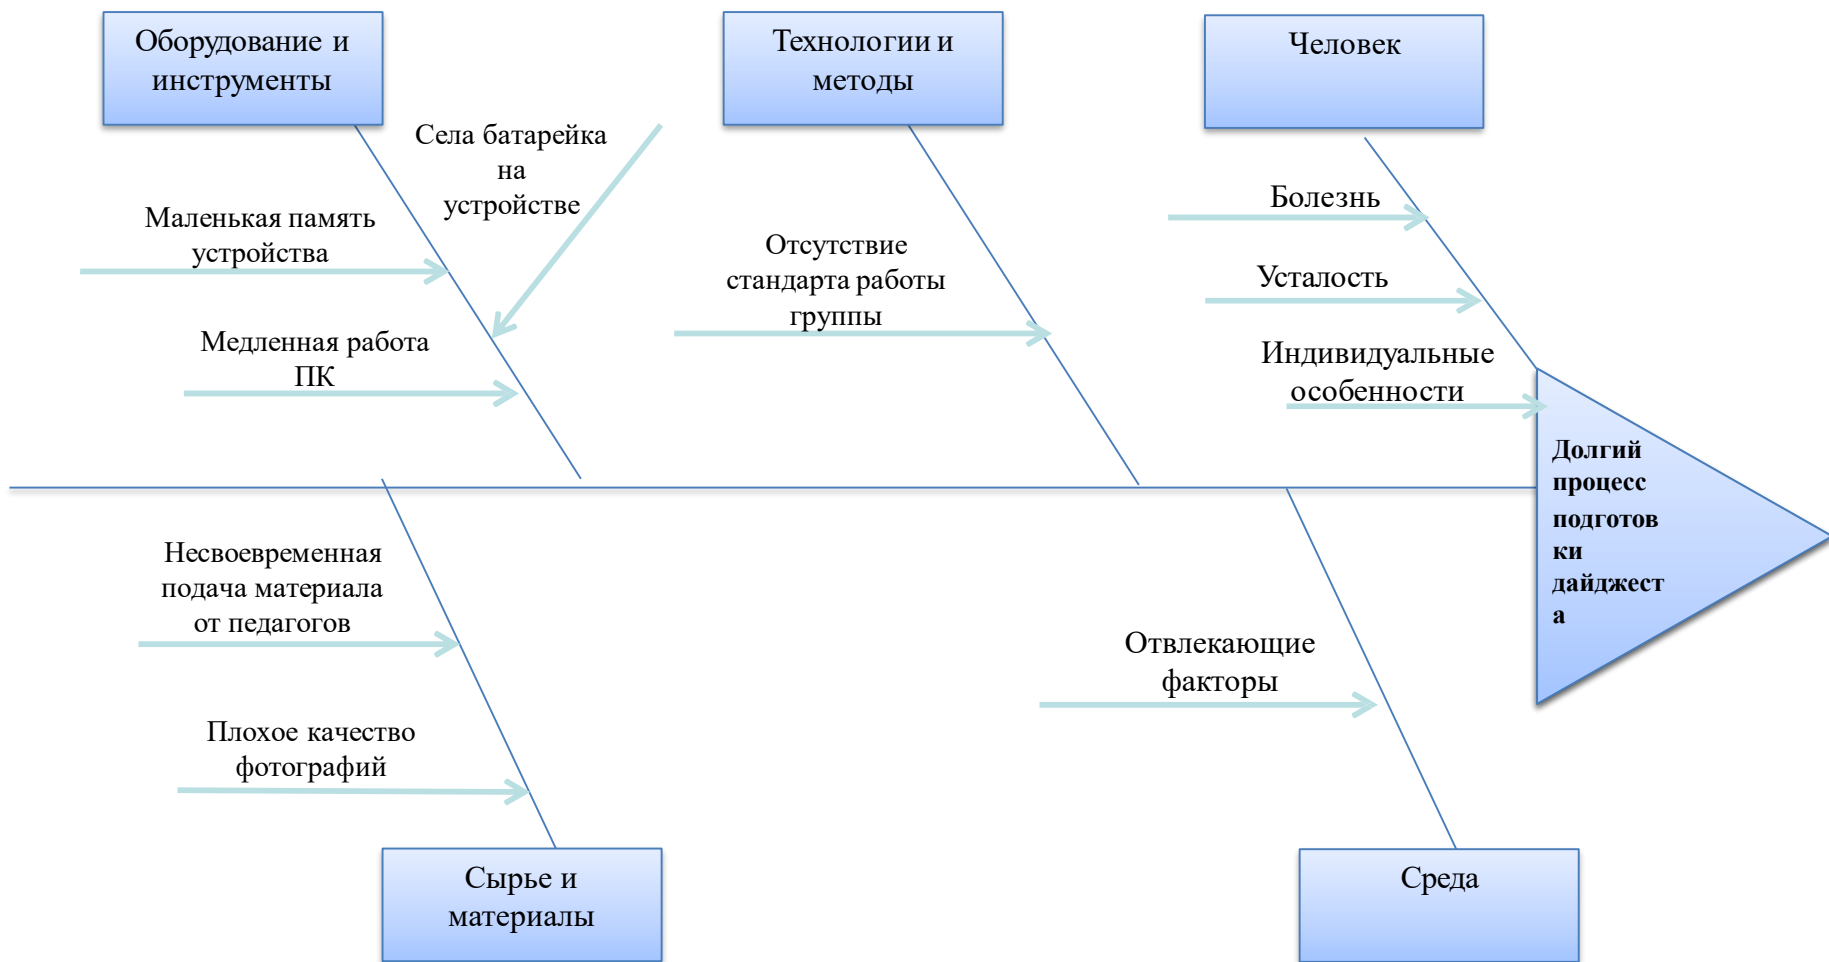 Оборудование и
инструменты
Технологии и
методы
Человек
Села батарейка
на
устройстве
Маленькая память
устройства
Медленная работа
ПК
Отсутствие
стандарта работы
группы
Болезнь
Усталость
Индивидуальные
особенности
Долгий
процесс
подготов
ки
дайджест
а
Несвоевременная
подача материала
от педагогов
Плохое качество
фотографий
Отвлекающие
факторы
Сырье и
материалы
Среда